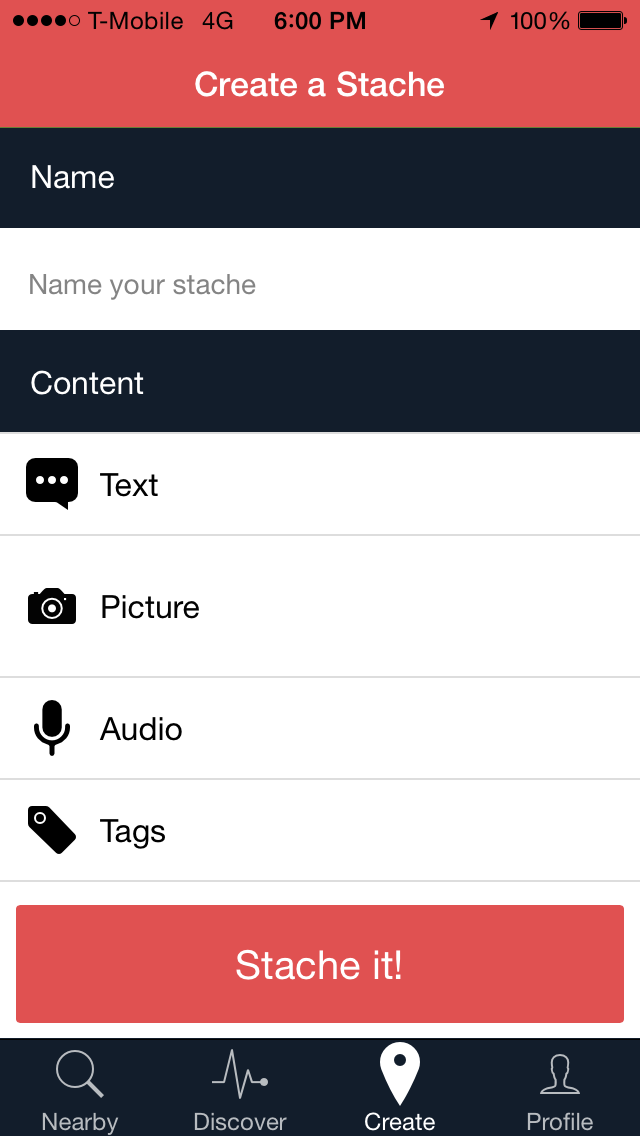 T-Mobile 4G 6:00 PM 100%
Create a Stache
Name
Name your stache
Content
Text
Picture
Audio
Tags
Stache it!
Nearby Discover Create Profile